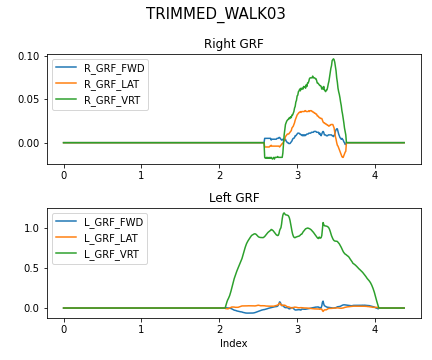 TRIMMED_WALK03
Right GRF
0.10
0.05
0.00
R_GRF_FWD
R_GRF_LAT
R_GRF_VRT
0 1 2 3 4
Left GRF
1.0
0.5
0.0
L_GRF_FWD
L_GRF_LAT
L_GRF_VRT
0 1 2 3 4
Index